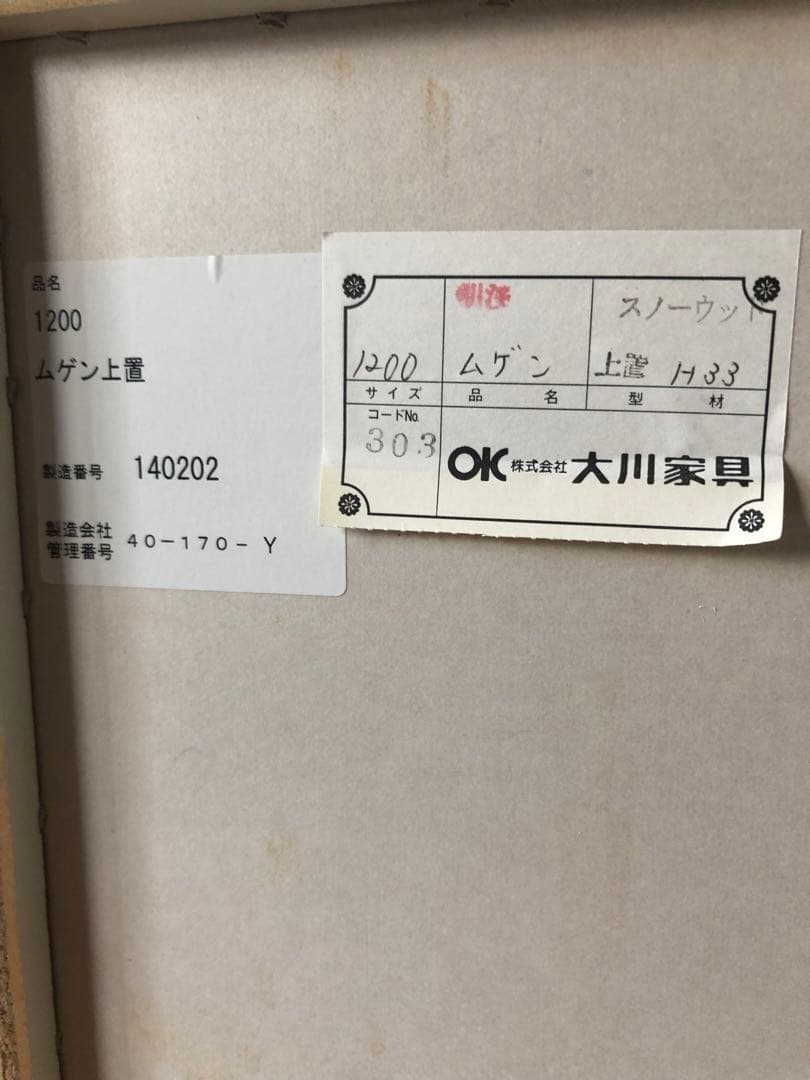 品名
1200
ムゲン上置
製造番号 140202
製造会社
管理番号 40-170-Y
スノーウッド
1200 ムゲン 上置 H33
サイズ 品名 型材
コードNo.
303
OK 株式会社 大川家具